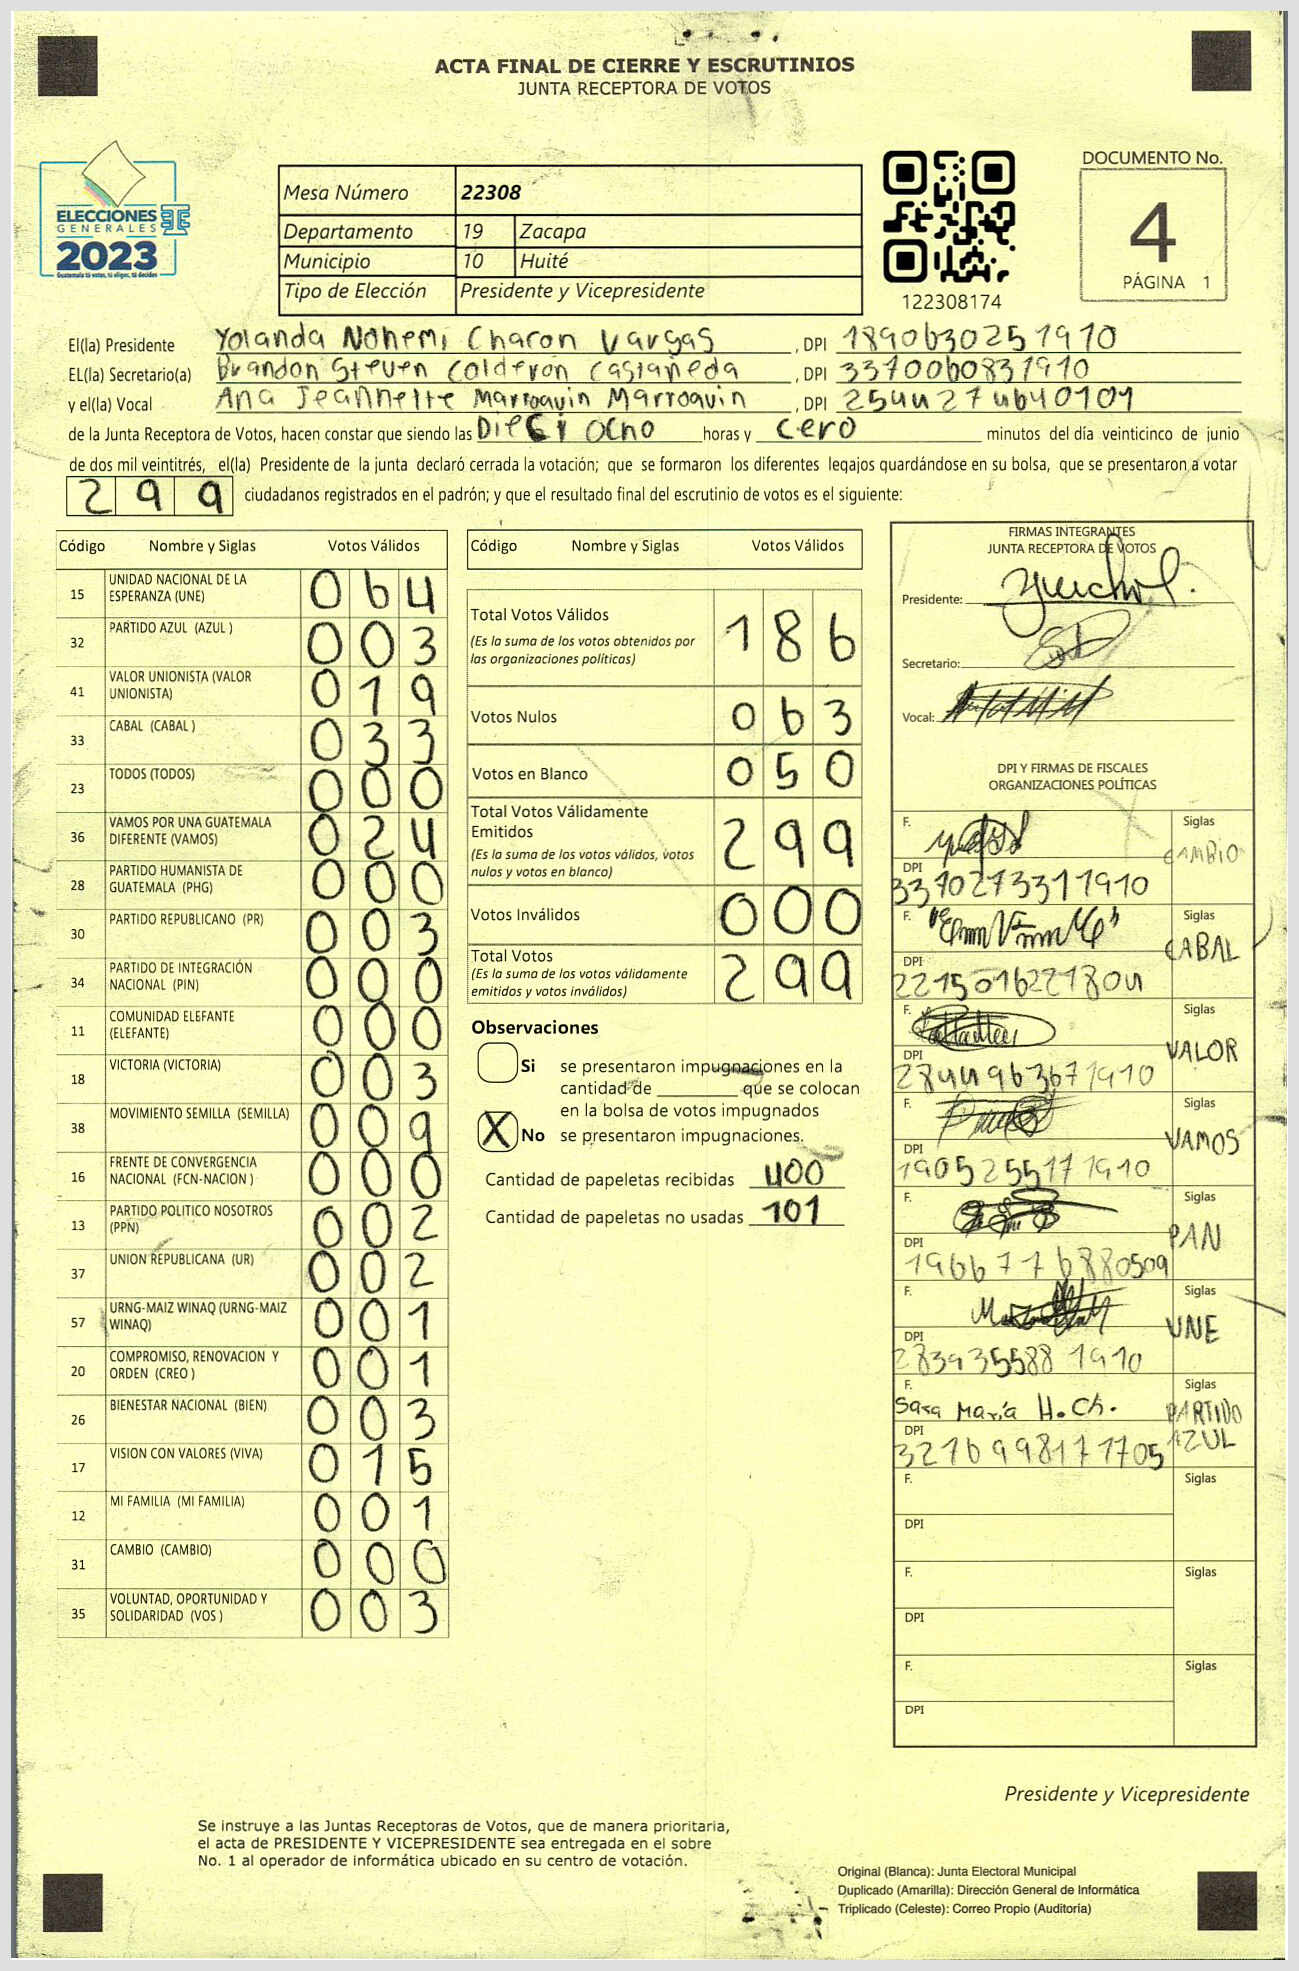 ACTA FINAL DE CIERRE Y ESCRUTINIOS
JUNTA RECEPTORA DE VOTOS
ELECCIONES
GENERALES
2023
Guatemala tú votas, tú eliges, tú decides
Mesa Número 22308
Departamento 19 Zacapa
Municipio 10 Huité
Tipo de Elección Presidente y Vicepresidente
122308174
DOCUMENTO No.
4
PÁGINA 1
El(la) Presidente Yolanda Nohemi Chacon Vargas, DPI 1890630251910
EL(la) Secretario(a) Brandon Steven Calderon Castañeda, DPI 3370060831910
y el(la) Vocal Ana Jeannette Marroquin Marroquin, DPI 2544274640101
de la Junta Receptora de Votos, hacen constar que siendo las Dieci ocho horas y cero minutos del día veinticinco de junio
de dos mil veintitrés, el(la) Presidente de la junta declaró cerrada la votación; que se formaron los diferentes legajos quardándose en su bolsa, que se presentaron a votar
299 ciudadanos registrados en el padrón; y que el resultado final del escrutinio de votos es el siguiente:
Código Nombre y Siglas Votos Válidos
15 UNIDAD NACIONAL DE LA ESPERANZA (UNE) 064
32 PARTIDO AZUL (AZUL ) 003
41 VALOR UNIONISTA (VALOR UNIONISTA) 019
33 CABAL (CABAL ) 033
23 TODOS (TODOS) 000
36 VAMOS POR UNA GUATEMALA DIFERENTE (VAMOS) 024
28 PARTIDO HUMANISTA DE GUATEMALA (PHG) 000
30 PARTIDO REPUBLICANO (PR) 003
34 PARTIDO DE INTEGRACIÓN NACIONAL (PIN) 000
11 COMUNIDAD ELEFANTE (ELEFANTE) 000
18 VICTORIA (VICTORIA) 003
38 MOVIMIENTO SEMILLA (SEMILLA) 009
16 FRENTE DE CONVERGENCIA NACIONAL (FCN-NACION ) 000
13 PARTIDO POLITICO NOSOTROS (PPN) 002
37 UNION REPUBLICANA (UR) 002
57 URNG-MAIZ WINAQ (URNG-MAIZ WINAQ) 001
20 COMPROMISO, RENOVACION Y ORDEN (CREO ) 001
26 BIENESTAR NACIONAL (BIEN) 003
17 VISION CON VALORES (VIVA) 015
12 MI FAMILIA (MI FAMILIA) 001
31 CAMBIO (CAMBIO) 000
35 VOLUNTAD, OPORTUNIDAD Y SOLIDARIDAD (VOS ) 003
Código Nombre y Siglas Votos Válidos
Total Votos Válidos 186
(Es la suma de los votos obtenidos por
las organizaciones políticas)
Votos Nulos 063
Votos en Blanco 050
Total Votos Válidamente
Emitidos 299
(Es la suma de los votos válidos, votos
nulos y votos en blanco)
Votos Inválidos 000
Total Votos 299
(Es la suma de los votos válidamente
emitidos y votos inválidos)
Observaciones
Si se presentaron impugnaciones en la
cantidad de que se colocan
en la bolsa de votos impugnados
X No se presentaron impugnaciones.
Cantidad de papeletas recibidas 400
Cantidad de papeletas no usadas 101
FIRMAS INTEGRANTES
JUNTA RECEPTORA DE VOTOS
Presidente:
Secretario:
Vocal:
DPI Y FIRMAS DE FISCALES
ORGANIZACIONES POLÍTICAS
F. Siglas CAMBIO
DPI 3370273311910
F. Siglas CABAL
DPI 2215016221804
F. Siglas VALOR
DPI 2844963671910
F. Siglas VAMOS
DPI 1905255171910
F. Siglas PAN
DPI 1966776880509
F. Siglas UNE
DPI 2839355881910
F. Sara María H.Ch. Siglas PARTIDO AZUL
DPI 3216998171705
F. Siglas
DPI
F. Siglas
DPI
F. Siglas
DPI
Presidente y Vicepresidente
Se instruye a las Juntas Receptoras de Votos, que de manera prioritaria,
el acta de PRESIDENTE Y VICEPRESIDENTE sea entregada en el sobre
No. 1 al operador de informática ubicado en su centro de votación.
Original (Blanca): Junta Electoral Municipal
Duplicado (Amarilla): Dirección General de Informática
Triplicado (Celeste): Correo Propio (Auditoría)